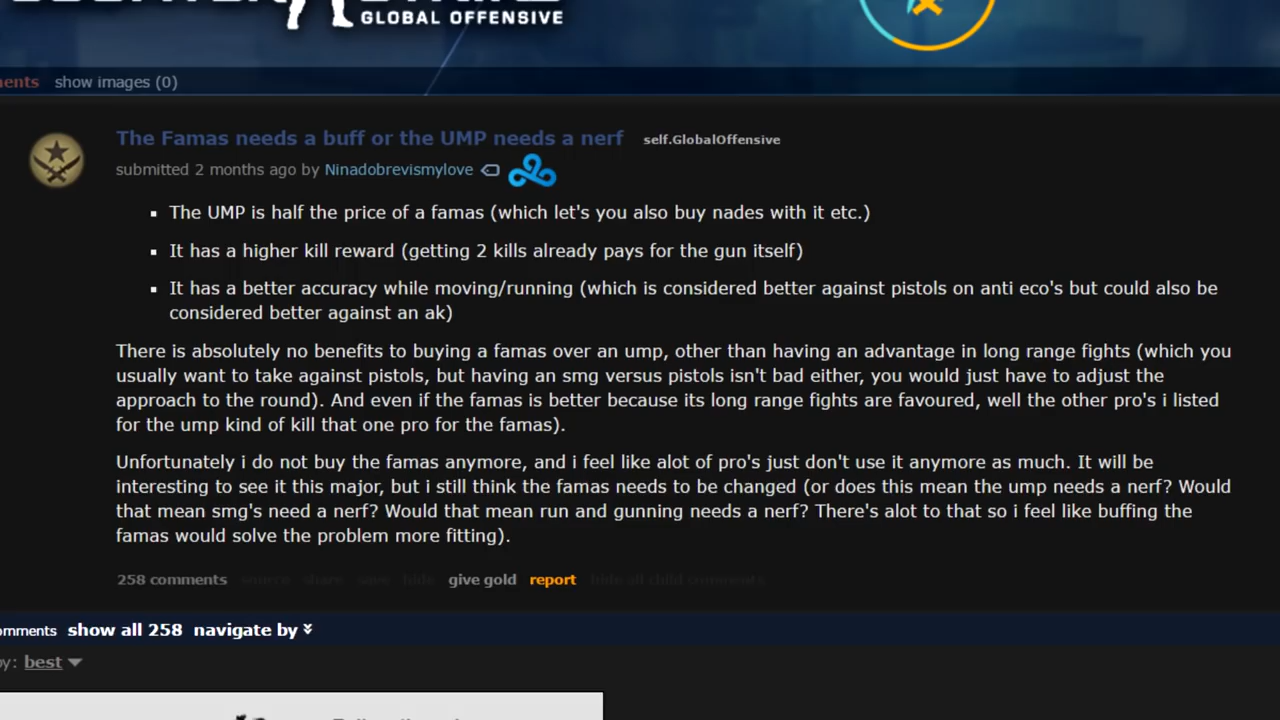 GLOBAL OFFENSIVE
ents show images (0)
The Famas needs a buff or the UMP needs a nerf self.GlobalOffensive
submitted 2 months ago by Ninadobrevismylove
The UMP is half the price of a famas (which let's you also buy nades with it etc.)
It has a higher kill reward (getting 2 kills already pays for the gun itself)
It has a better accuracy while moving/running (which is considered better against pistols on anti eco's but could also be
considered better against an ak)
There is absolutely no benefits to buying a famas over an ump, other than having an advantage in long range fights (which you
usually want to take against pistols, but having an smg versus pistols isn't bad either, you would just have to adjust the
approach to the round). And even if the famas is better because its long range fights are favoured, well the other pro's i listed
for the ump kind of kill that one pro for the famas).
Unfortunately i do not buy the famas anymore, and i feel like alot of pro's just don't use it anymore as much. It will be
interesting to see it this major, but i still think the famas needs to be changed (or does this mean the ump needs a nerf? Would
that mean smg's need a nerf? Would that mean run and gunning needs a nerf? There's alot to that so i feel like buffing the
famas would solve the problem more fitting).
258 comments source share save hide give gold report hide all child comments
omments show all 258 navigate by
by: best